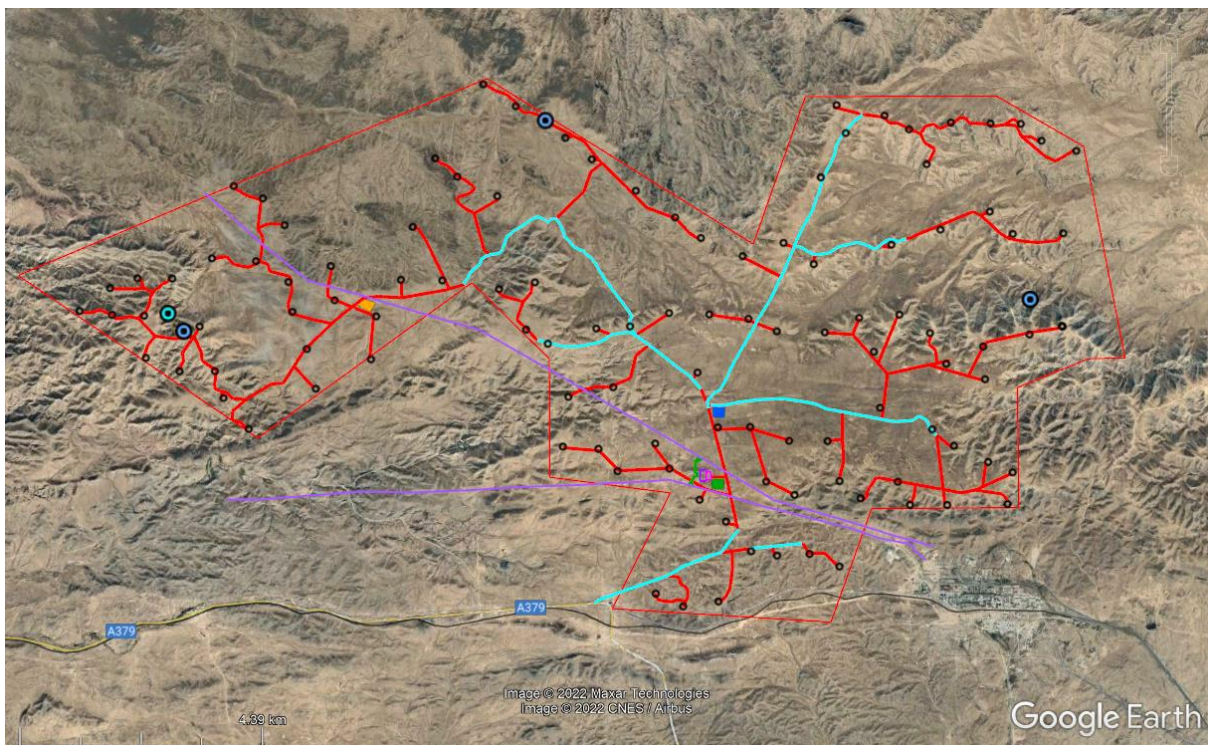 A379
A379
Image © 2022 Maxar Technologies
Image © 2022 CNES / Airbus
4.39 km
Google Earth